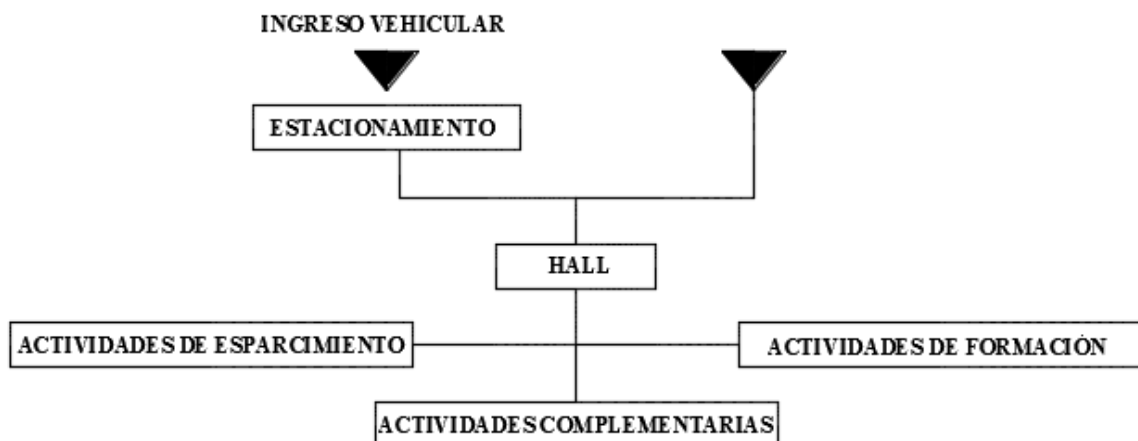 INGRESO VEHICULAR
ESTACIONAMIENTO
HALL
ACTIVIDADES DE ESPARCIMIENTO
ACTIVIDADES DE FORMACIÓN
ACTIVIDADES COMPLEMENTARIAS